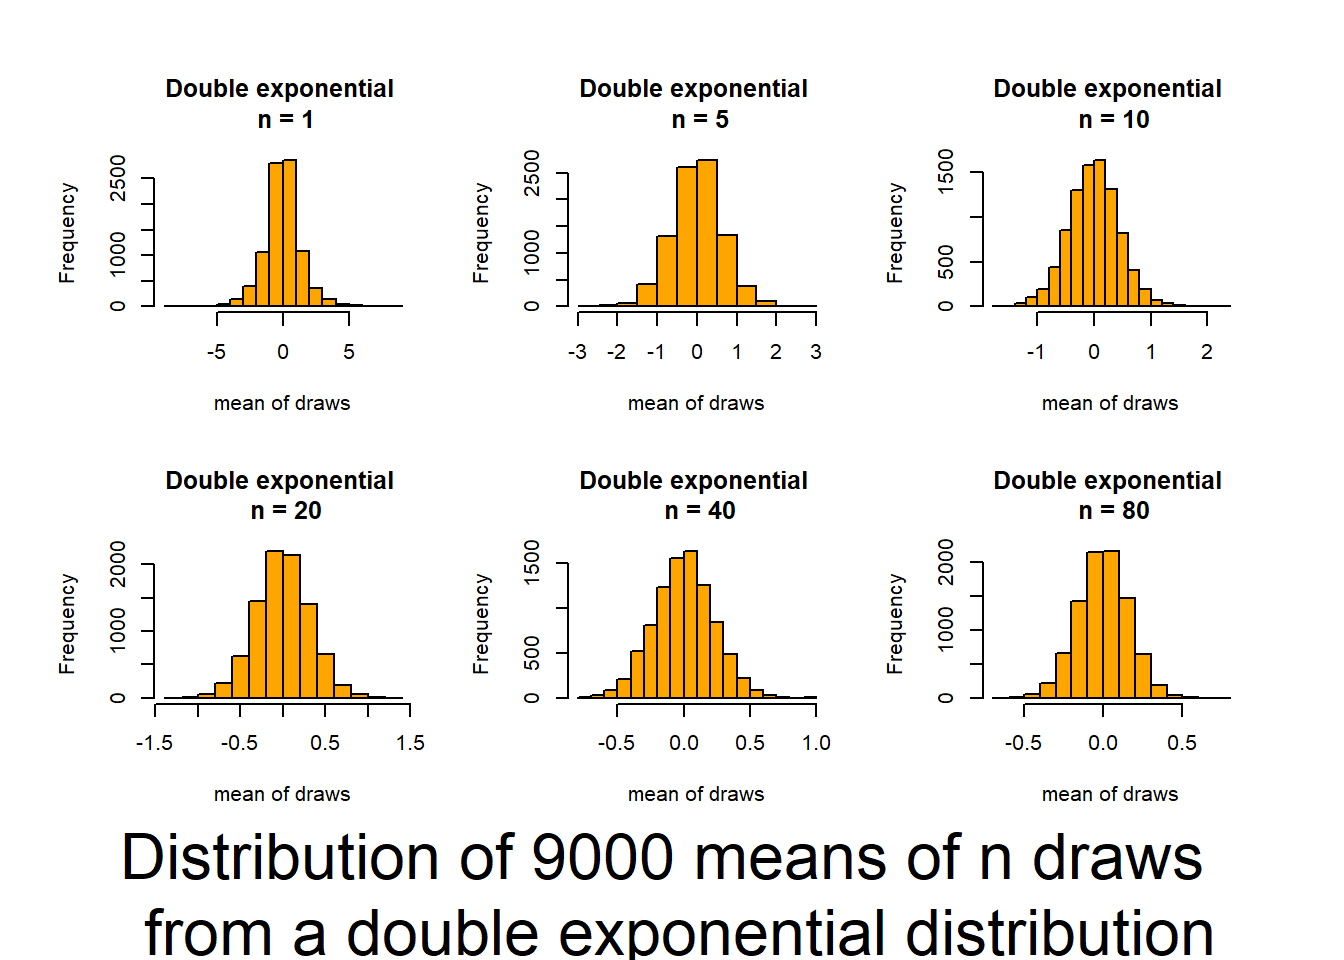 Double exponential
n = 1
Frequency
0
1000
2500
-5 0 5
mean of draws
Double exponential
n = 5
Frequency
0
1000
2500
-3 -2 -1 0 1 2 3
mean of draws
Double exponential
n = 10
Frequency
0
500
1500
-1 0 1 2
mean of draws
Double exponential
n = 20
Frequency
0
1000
2000
-1.5 -0.5 0.5 1.5
mean of draws
Double exponential
n = 40
Frequency
0
500
1500
-0.5 0.0 0.5 1.0
mean of draws
Double exponential
n = 80
Frequency
0
1000
2000
-0.5 0.0 0.5
mean of draws
Distribution of 9000 means of n draws
from a double exponential distribution